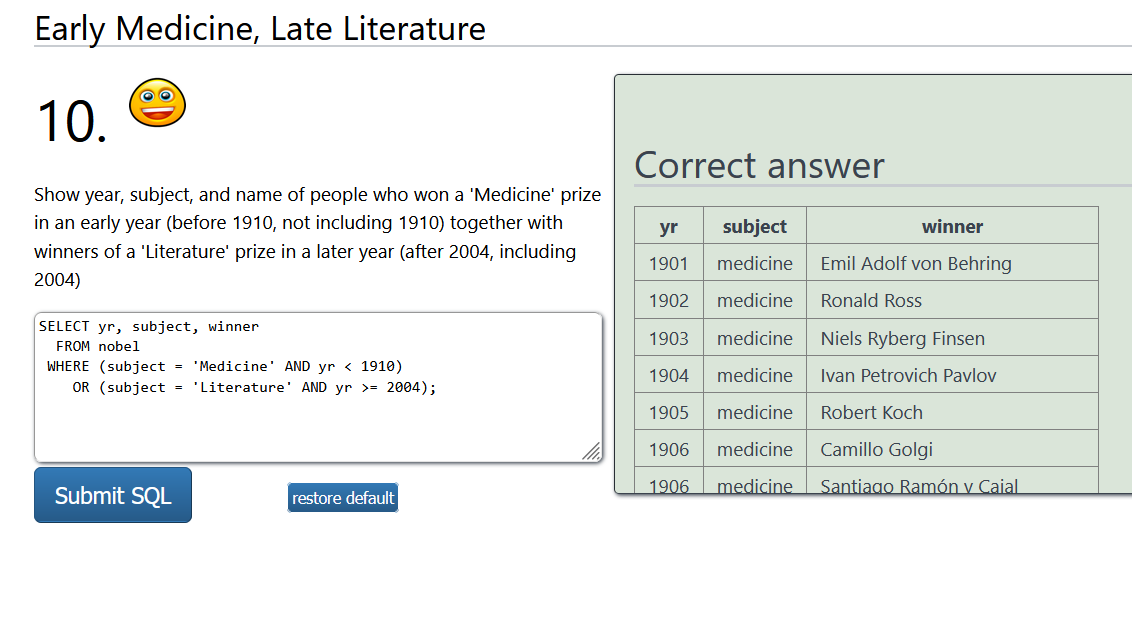 Early Medicine, Late Literature
10.
Show year, subject, and name of people who won a 'Medicine' prize
in an early year (before 1910, not including 1910) together with
winners of a 'Literature' prize in a later year (after 2004, including
2004)
SELECT yr, subject, winner
  FROM nobel
 WHERE (subject = 'Medicine' AND yr < 1910)
    OR (subject = 'Literature' AND yr >= 2004);
Submit SQL restore default
Correct answer
yr subject winner
1901 medicine Emil Adolf von Behring
1902 medicine Ronald Ross
1903 medicine Niels Ryberg Finsen
1904 medicine Ivan Petrovich Pavlov
1905 medicine Robert Koch
1906 medicine Camillo Golgi
1906 medicine Santiago Ramón y Cajal